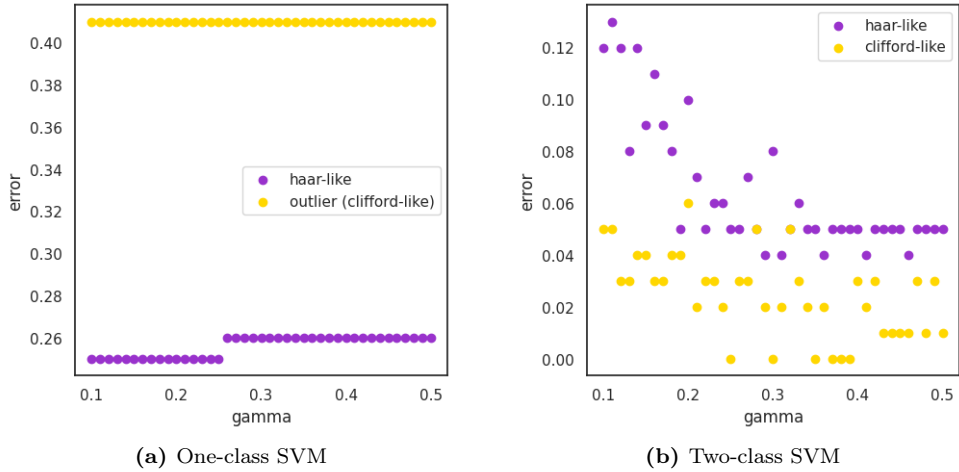 0.40
0.38
0.36
0.34
0.32
0.30
0.28
0.26
error
haar-like
outlier (clifford-like)
0.1 0.2 0.3 0.4 0.5
gamma
(a) One-class SVM
0.12
0.10
0.08
0.06
0.04
0.02
0.00
error
haar-like
clifford-like
0.1 0.2 0.3 0.4 0.5
gamma
(b) Two-class SVM